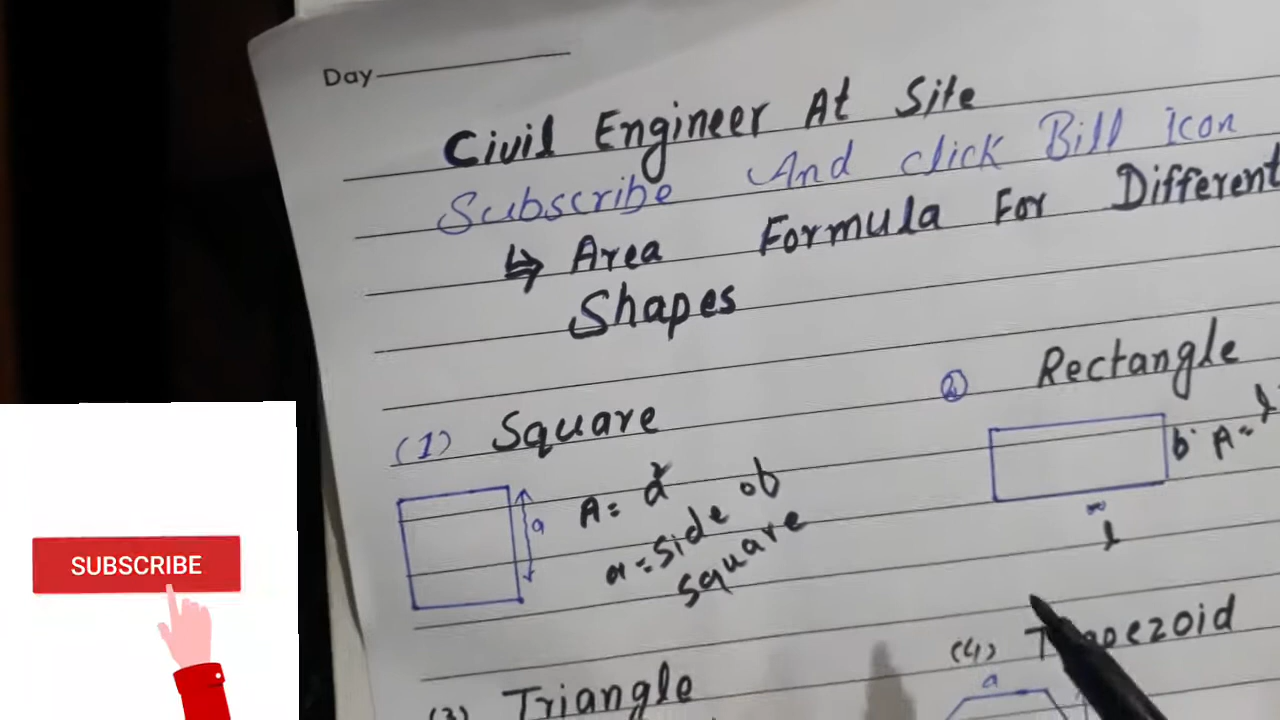 Day
Civil Engineer At Site
Subscribe And click Bill Icon
↳ Area Formula For Different
Shapes
(1) Square
a
A = a²
a = side of
square
② Rectangle
b
A = l
l
(3) Triangle
(4) Trapezoid
a
SUBSCRIBE